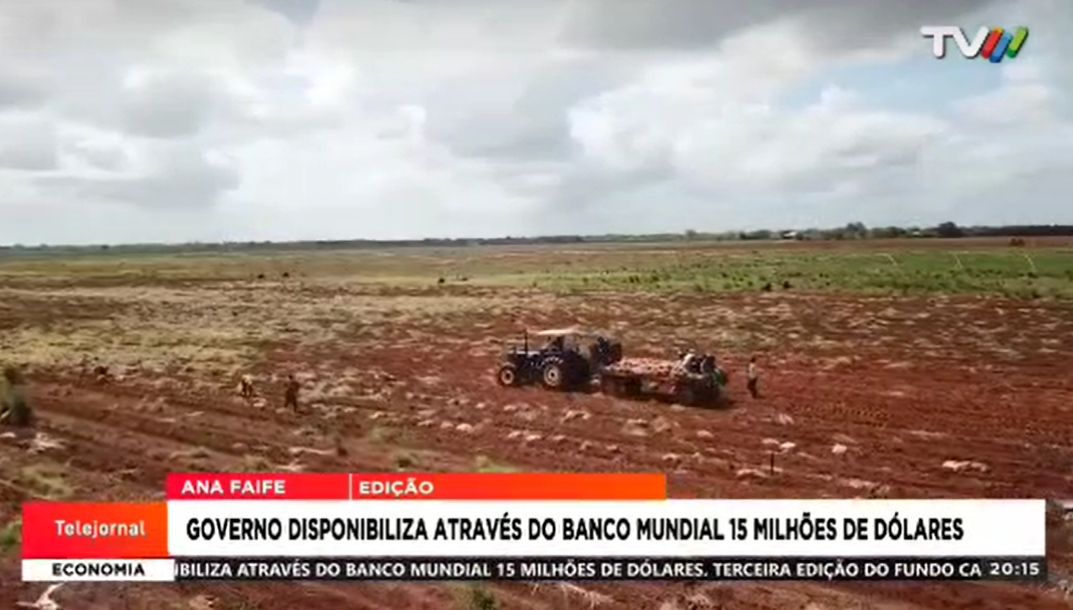 TVM
ANA FAIFE EDIÇÃO
Telejornal
GOVERNO DISPONIBILIZA ATRAVÉS DO BANCO MUNDIAL 15 MILHÕES DE DÓLARES
ECONOMIA
IBILIZA ATRAVÉS DO BANCO MUNDIAL 15 MILHÕES DE DÓLARES. TERCEIRA EDIÇÃO DO FUNDO CA 20:15